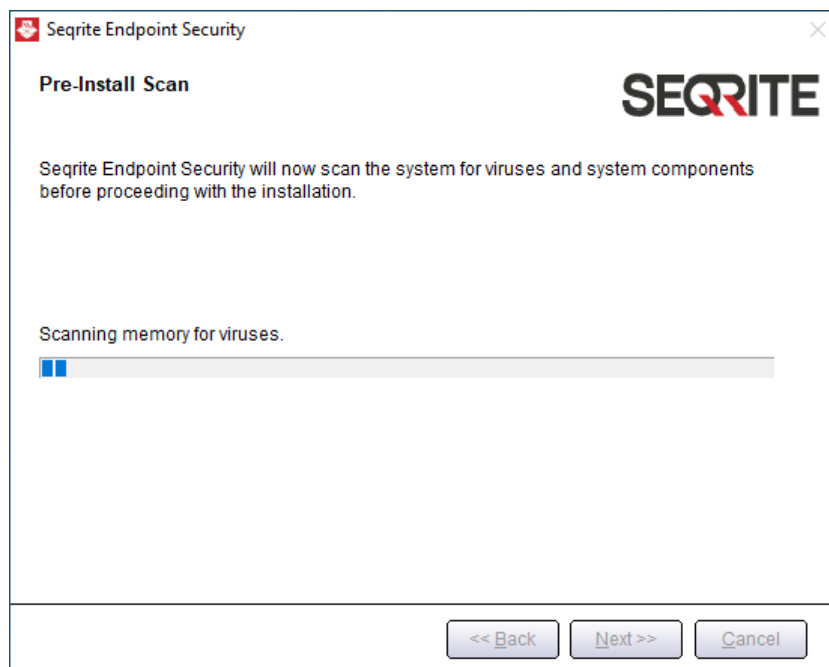 Seqrite Endpoint Security
Pre-Install Scan
SEQRITE
Seqrite Endpoint Security will now scan the system for viruses and system components
before proceeding with the installation.
Scanning memory for viruses.
<< Back
Next >>
Cancel